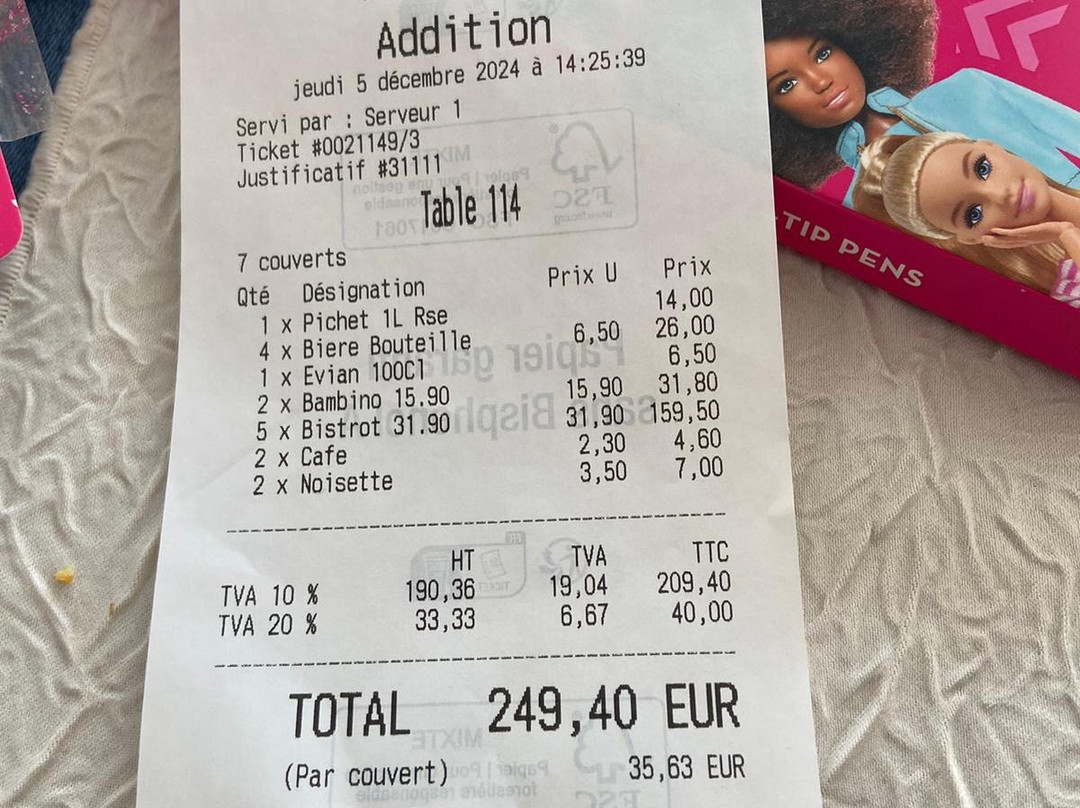 Addition
jeudi 5 décembre 2024 à 14:25:39
Servi par : Serveur 1
Ticket #0021149/3
Justificatif #31111
Table 114
7 couverts
Qté Désignation Prix U Prix
1 x Pichet 1L Rse 14,00
4 x Biere Bouteille 6,50 26,00
1 x Evian 100Cl 6,50
2 x Bambino 15.90 15,90 31,80
5 x Bistrot 31.90 31,90 159,50
2 x Cafe 2,30 4,60
2 x Noisette 3,50 7,00
HT TVA TTC
TVA 10 % 190,36 19,04 209,40
TVA 20 % 33,33 6,67 40,00
TOTAL 249,40 EUR
(Par couvert) 35,63 EUR
TIP PENS